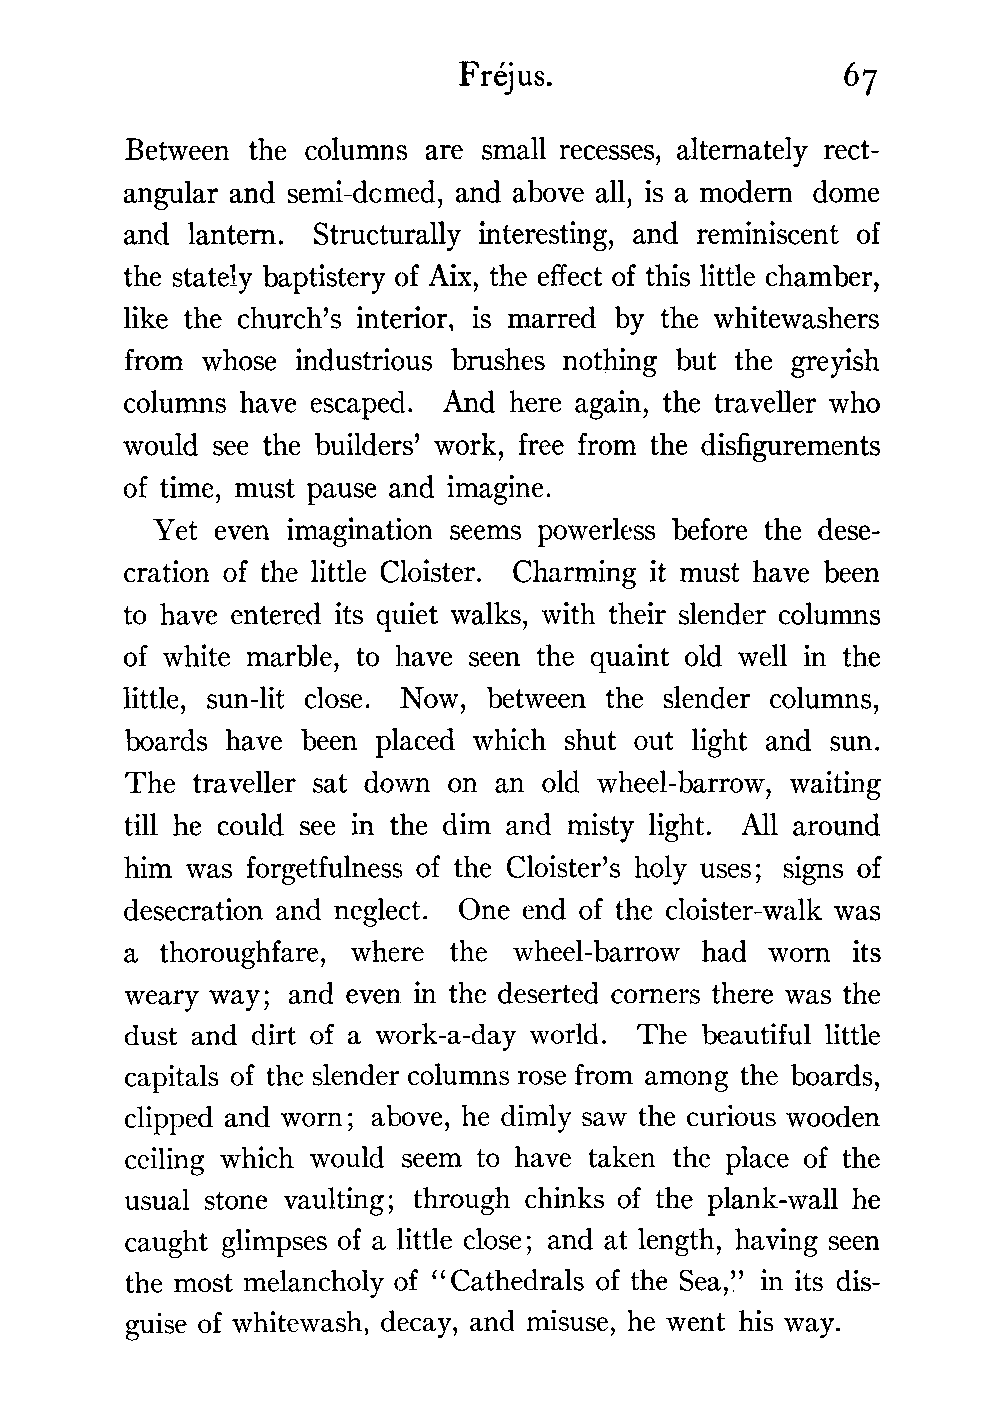 Fréjus. 67
Between the columns are small recesses, alternately rect-
angular and semi-domed, and above all, is a modern dome
and lantern. Structurally interesting, and reminiscent of
the stately baptistery of Aix, the effect of this little chamber,
like the church's interior, is marred by the whitewashers
from whose industrious brushes nothing but the greyish
columns have escaped. And here again, the traveller who
would see the builders' work, free from the disfigurements
of time, must pause and imagine.
Yet even imagination seems powerless before the dese-
cration of the little Cloister. Charming it must have been
to have entered its quiet walks, with their slender columns
of white marble, to have seen the quaint old well in the
little, sun-lit close. Now, between the slender columns,
boards have been placed which shut out light and sun.
The traveller sat down on an old wheel-barrow, waiting
till he could see in the dim and misty light. All around
him was forgetfulness of the Cloister's holy uses; signs of
desecration and neglect. One end of the cloister-walk was
a thoroughfare, where the wheel-barrow had worn its
weary way; and even in the deserted corners there was the
dust and dirt of a work-a-day world. The beautiful little
capitals of the slender columns rose from among the boards,
clipped and worn; above, he dimly saw the curious wooden
ceiling which would seem to have taken the place of the
usual stone vaulting; through chinks of the plank-wall he
caught glimpses of a little close; and at length, having seen
the most melancholy of "Cathedrals of the Sea," in its dis-
guise of whitewash, decay, and misuse, he went his way.